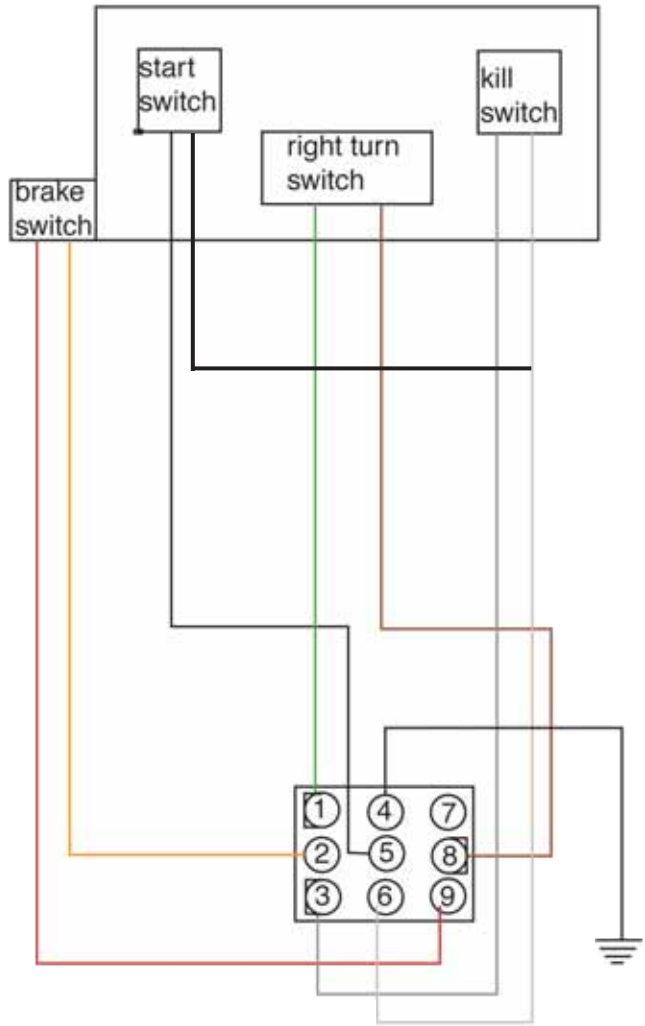 start
switch
kill
switch
right turn
switch
brake
switch
1 4 7
2 5 8
3 6 9